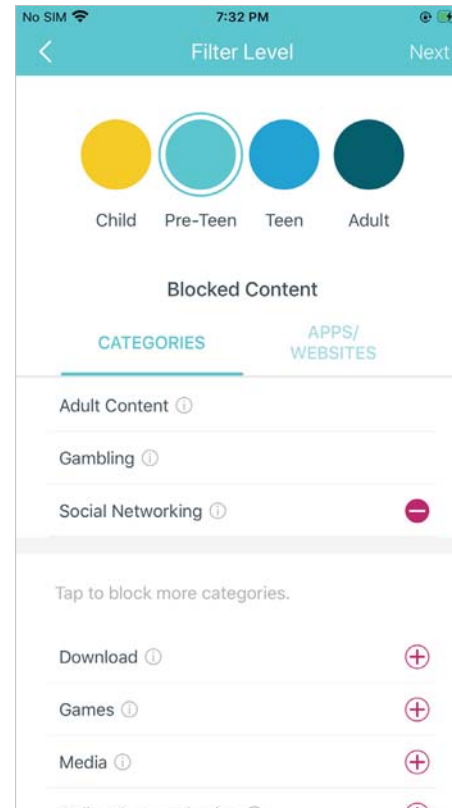 No SIM 7:32 PM
Filter Level Next
Child Pre-Teen Teen Adult
Blocked Content
CATEGORIES
APPS/
WEBSITES
Adult Content
Gambling
Social Networking
Tap to block more categories.
Download
Games
Media